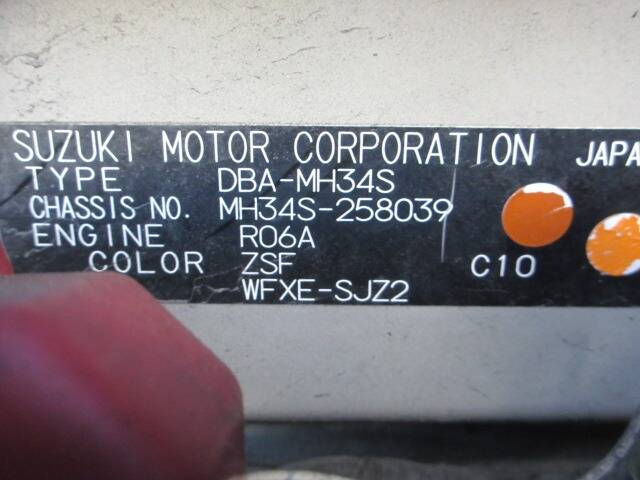 SUZUKI MOTOR CORPORATION JAPA
TYPE DBA-MH34S
CHASSIS NO. MH34S-258039
ENGINE R06A
COLOR ZSF C10
WFXE-SJZ2